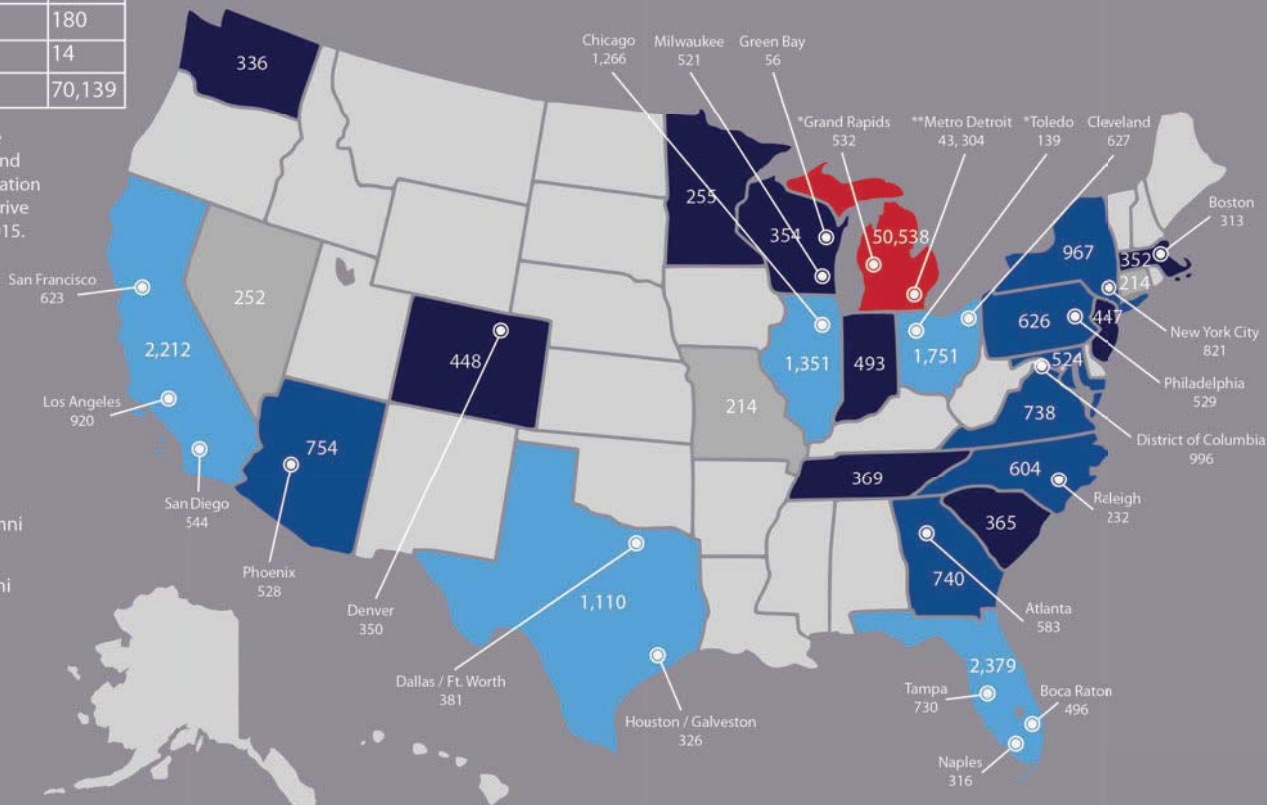 180
14
70,139
nd
ation
rive
15.
nni
ni
Chicago
1,266
Milwaukee
521
Green Bay
56
*Grand Rapids
532
**Metro Detroit
43, 304
*Toledo
139
Cleveland
627
Boston
313
336
255
354
50,538
967
352
214
San Francisco
623
252
2,212
448
1,351
493
1,751
626
447
524
New York City
821
Philadelphia
529
Los Angeles
920
754
214
738
District of Columbia
996
San Diego
544
369
604
Raleigh
232
365
Phoenix
528
740
Denver
350
1,110
Atlanta
583
Dallas / Ft. Worth
381
2,379
Tampa
730
Boca Raton
496
Houston / Galveston
326
Naples
316